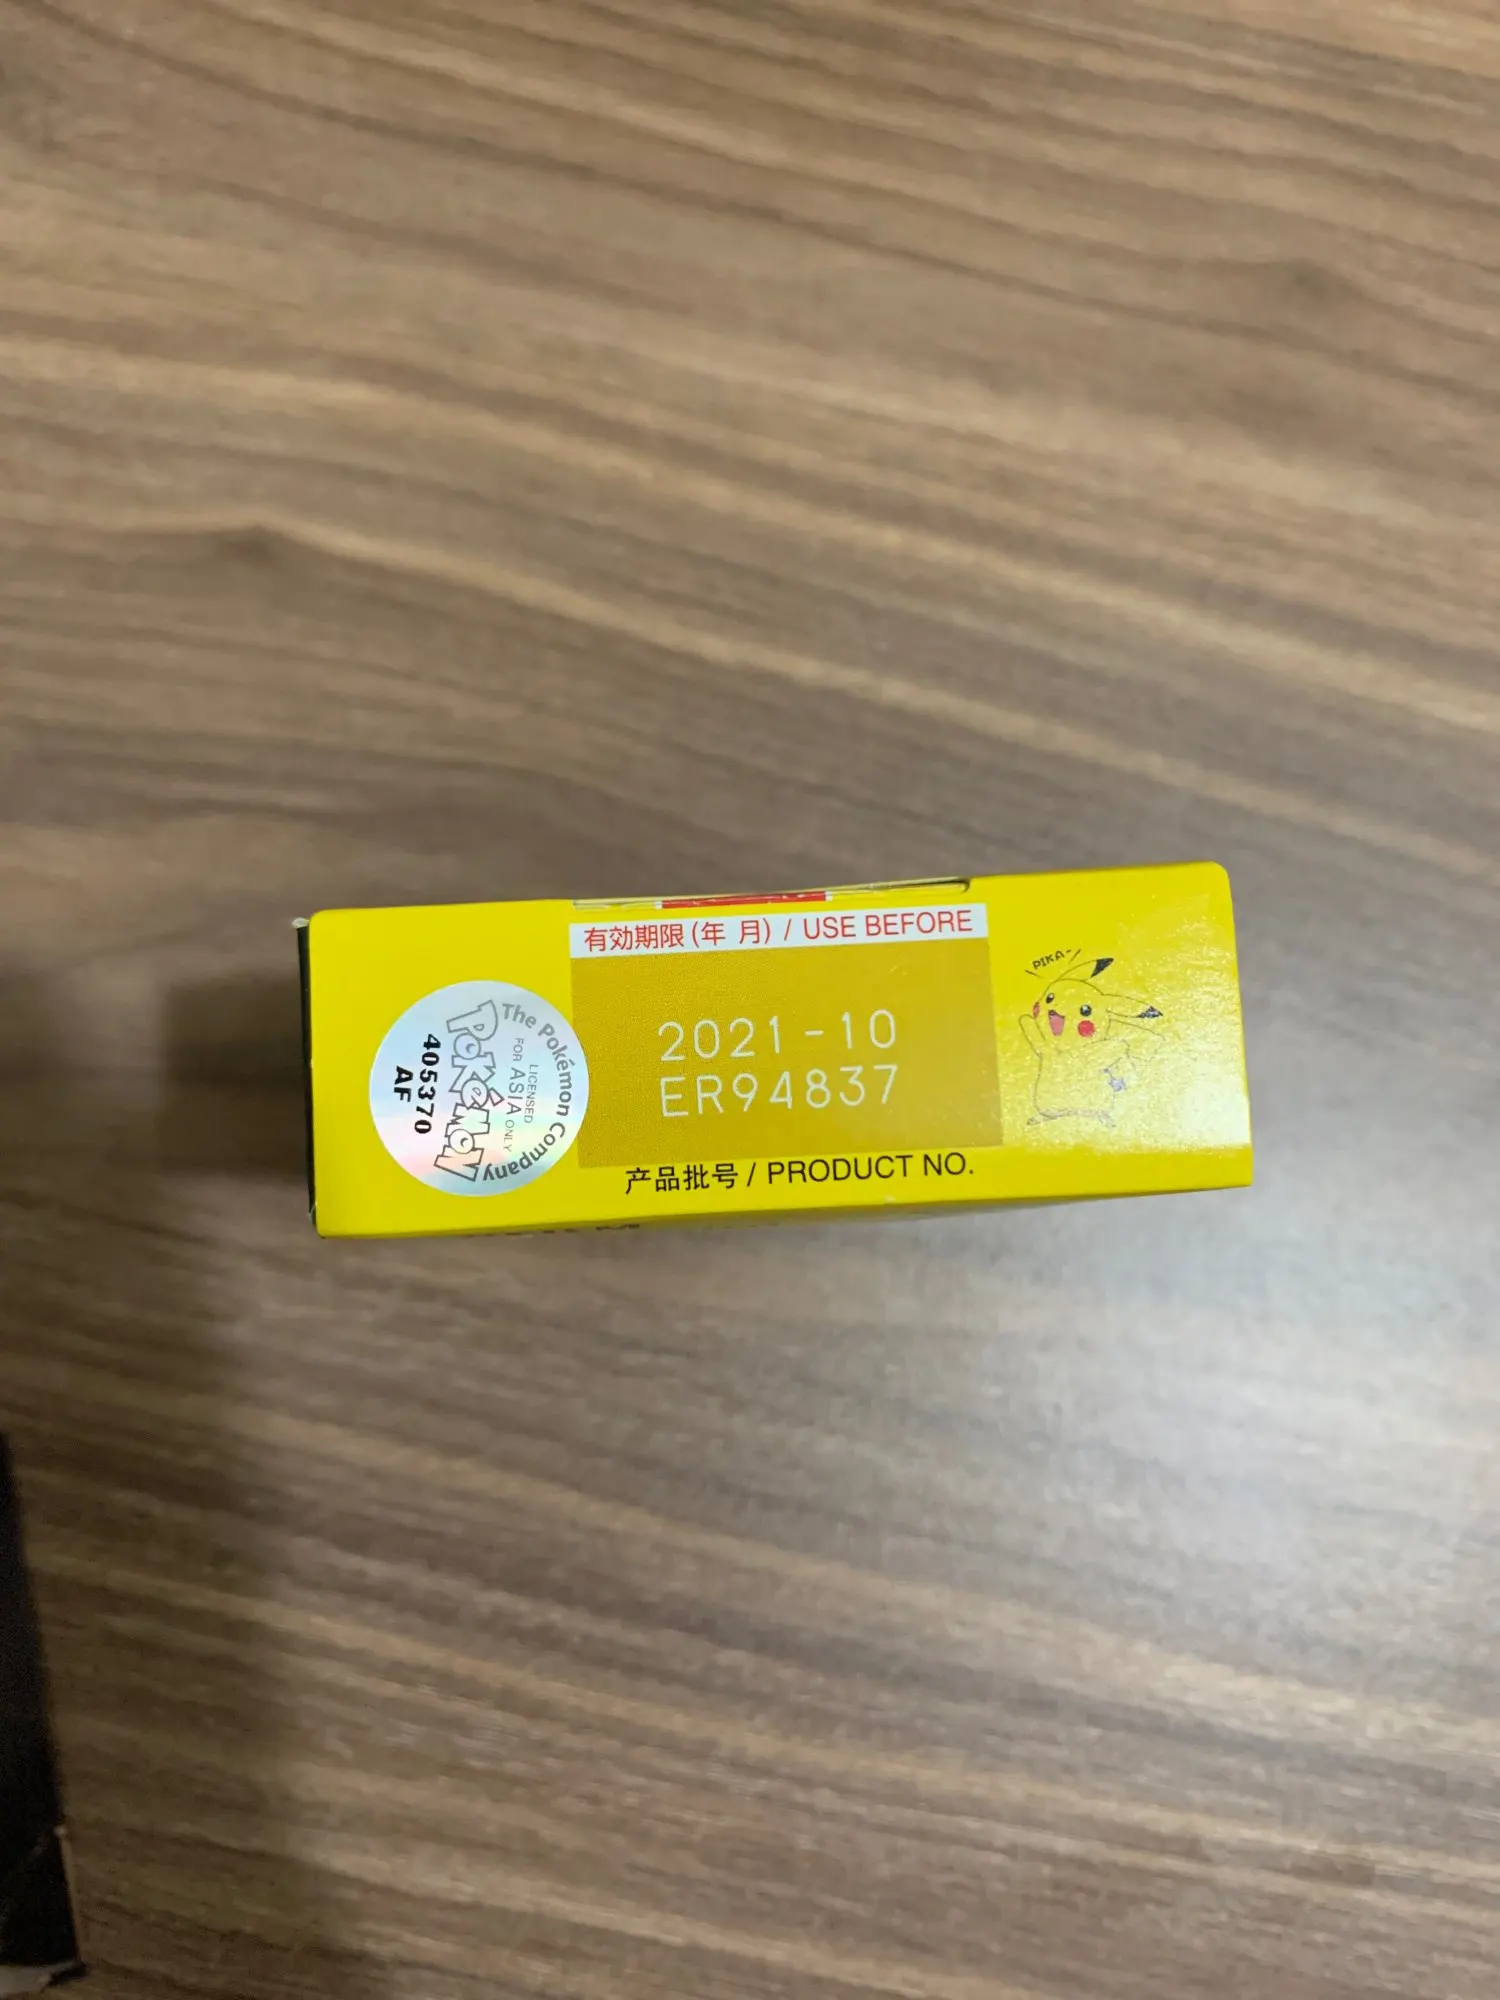 有効期限(年 月) / USE BEFORE
2021-10
ER94837
产品批号 / PRODUCT NO.
PIKA~
The Pokémon Company
LICENSED
FOR ASIA ONLY
POKéMON
405370
AF